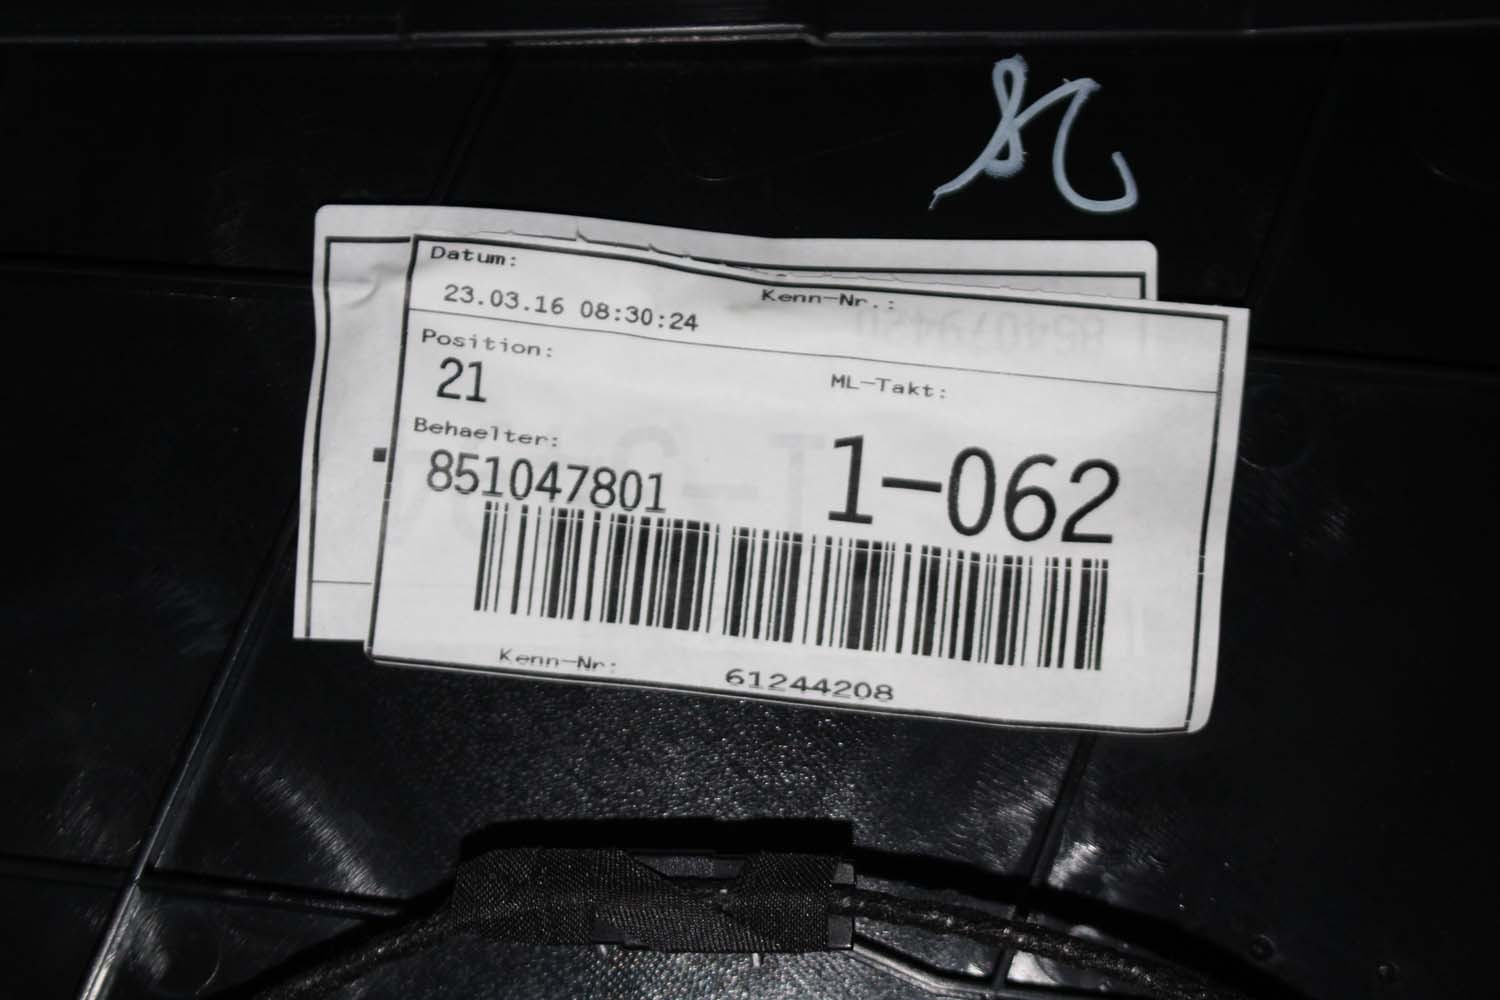 Datum:
Kenn-Nr.:
23.03.16 08:30:24
Position:
ML-Takt:
21
Behaelter:
851047801
1-062
Kenn-Nr: 61244208